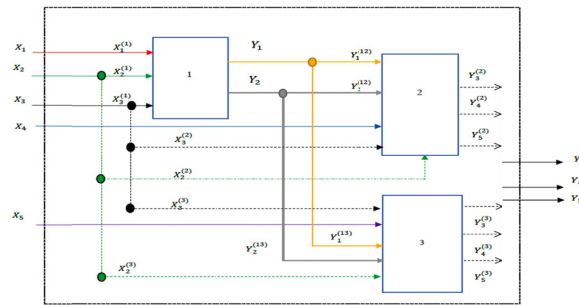 X₁ X₁⁽¹⁾ Y₁ Y₁⁽¹²⁾
X₂ X₂⁽¹⁾ 1 Y₂ Y₃⁽²⁾
X₃ X₃⁽¹⁾ 2 Y₄⁽²⁾
X₄ X₃⁽²⁾ Y₅⁽²⁾
X₂⁽²⁾
X₃⁽³⁾
X₅ Y₁⁽¹³⁾ 3 Y₃⁽³⁾
Y₂⁽¹³⁾ Y₄⁽³⁾
X₂⁽³⁾ Y₅⁽³⁾